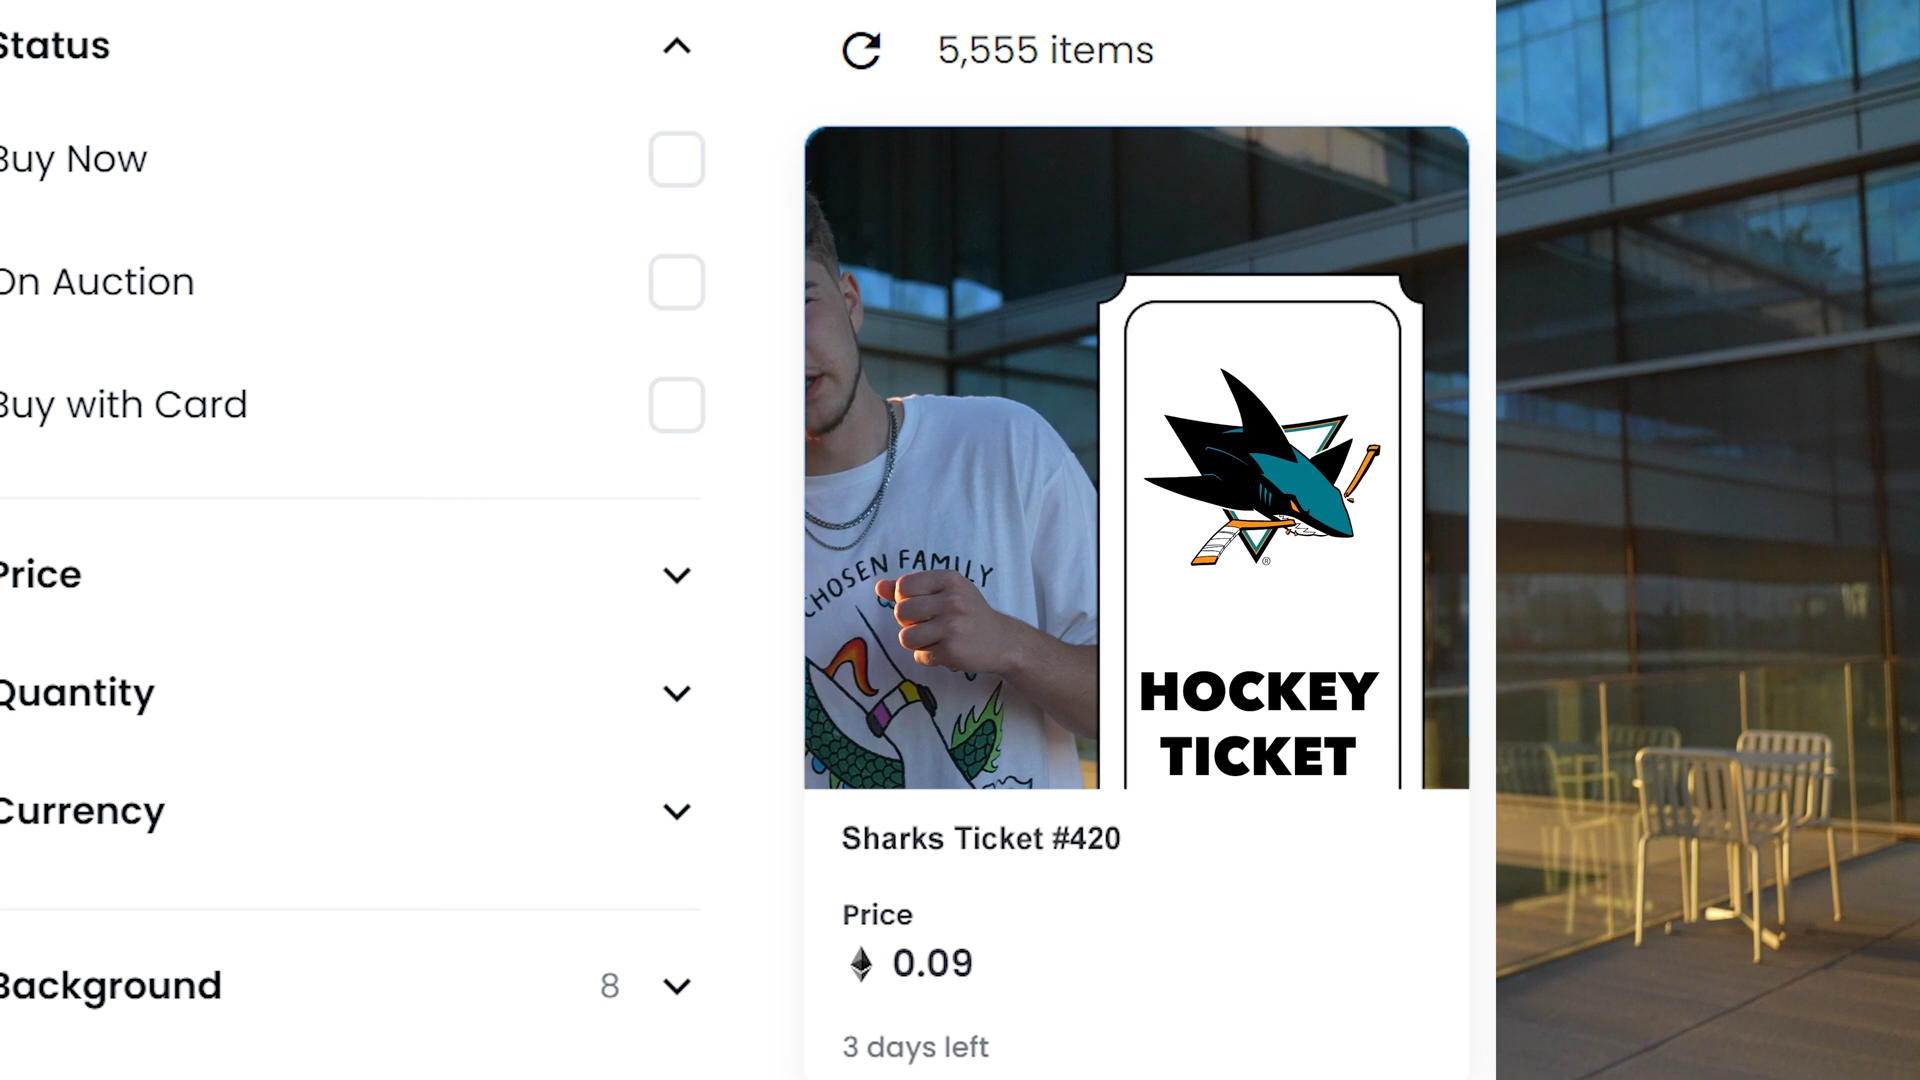 Status
Buy Now
On Auction
Buy with Card
Price
Quantity
Currency
Background 8
5,555 items
CHOSEN FAMILY
®
HOCKEY
TICKET
Sharks Ticket #420
Price
0.09
3 days left